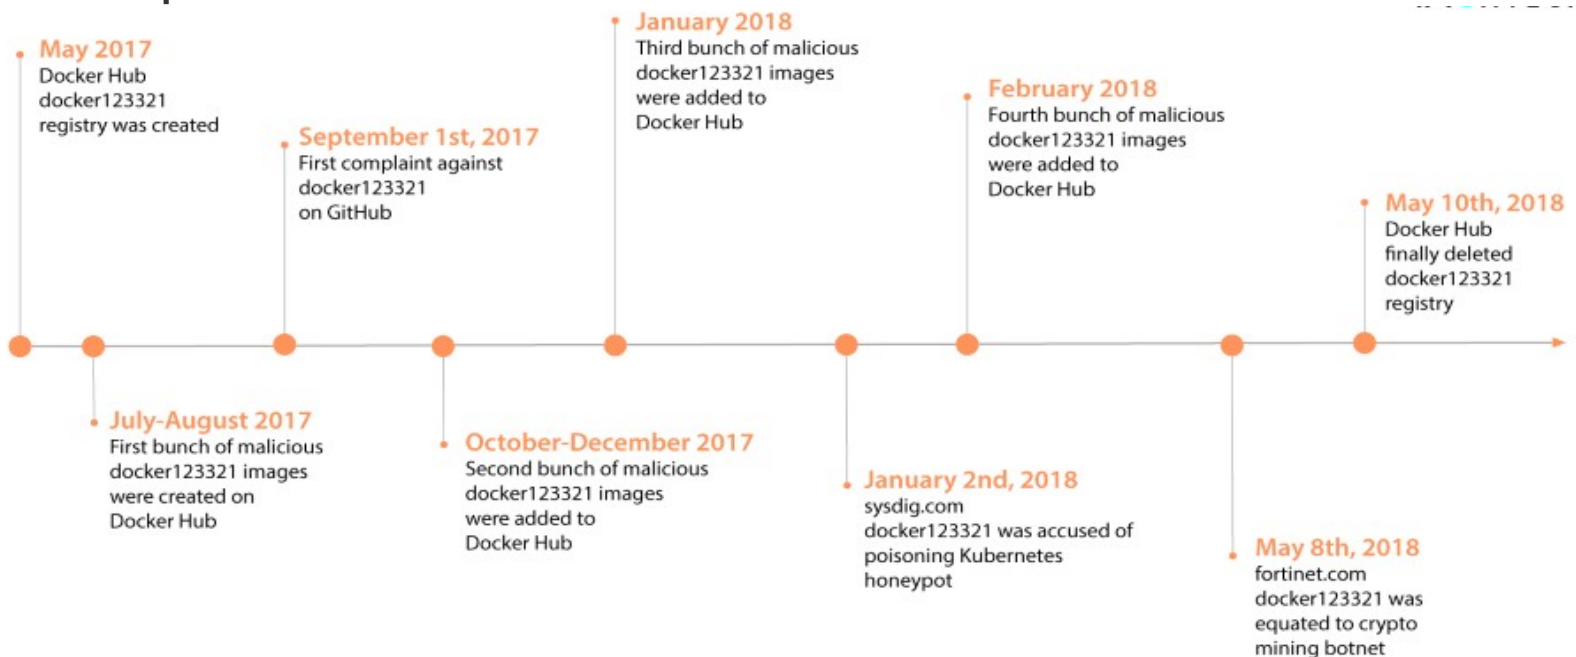 May 2017
Docker Hub
docker123321
registry was created
July-August 2017
First bunch of malicious
docker123321 images
were created on
Docker Hub
September 1st, 2017
First complaint against
docker123321
on GitHub
October-December 2017
Second bunch of malicious
docker123321 images
were added to
Docker Hub
January 2018
Third bunch of malicious
docker123321 images
were added to
Docker Hub
January 2nd, 2018
sysdig.com
docker123321 was accused of
poisoning Kubernetes
honeypot
February 2018
Fourth bunch of malicious
docker123321 images
were added to
Docker Hub
May 8th, 2018
fortinet.com
docker123321 was
equated to crypto
mining botnet
May 10th, 2018
Docker Hub
finally deleted
docker123321
registry